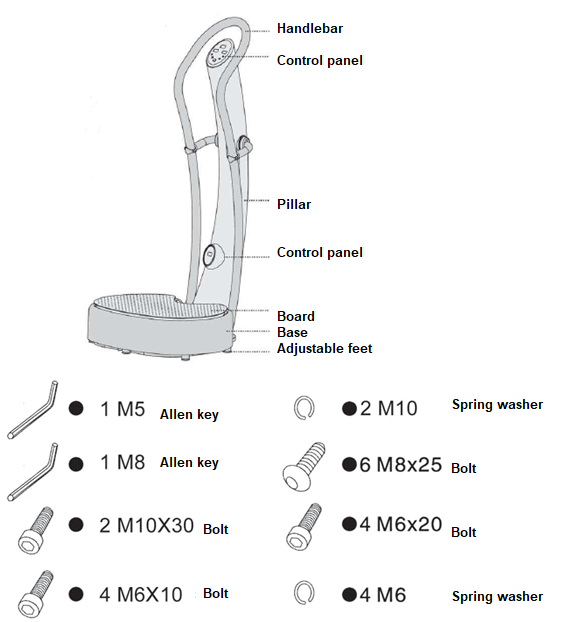 Handlebar
Control panel
Pillar
Control panel
Board
Base
Adjustable feet
1 M5 Allen key
1 M8 Allen key
2 M10X30 Bolt
4 M6X10 Bolt
2 M10 Spring washer
6 M8x25 Bolt
4 M6x20 Bolt
4 M6 Spring washer